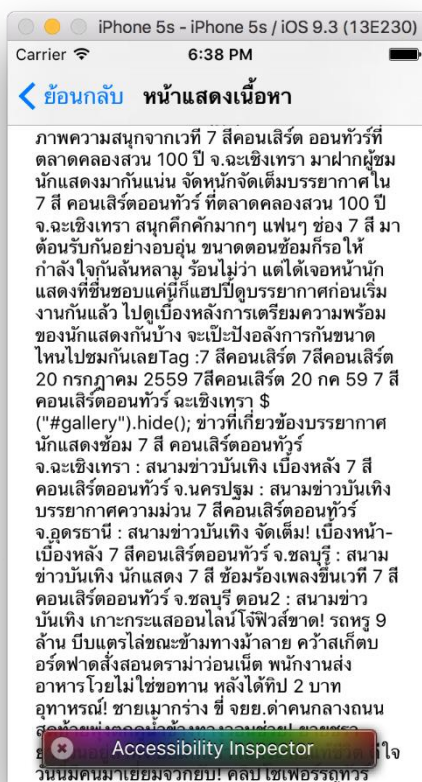 iPhone 5s - iPhone 5s / iOS 9.3 (13E230)
Carrier 6:38 PM
ย้อนกลับ หน้าแสดงเนื้อหา
ภาพความสนุกจากเวที 7 สีคอนเสิร์ต ออนทัวร์ที่
ตลาดคลองสวน 100 ปี จ.ฉะเชิงเทรา มาฝากผู้ชม
นักแสดงมากันแน่น จัดหนักจัดเต็มบรรยากาศใน
7 สี คอนเสิร์ตออนทัวร์ ที่ตลาดคลองสวน 100 ปี
จ.ฉะเชิงเทรา สนุกคึกคักมากๆ แฟนๆ ช่อง 7 สี มา
ต้อนรับกันอย่างอบอุ่น ขนาดตอนซ้อมก็รอให้
กำลังใจกันล้นหลาม ร้อนไม่ว่า แต่ได้เจอหน้านัก
แสดงที่ชื่นชอบแค่นี้ก็แฮปปี้ดูบรรยากาศก่อนเริ่ม
งานกันแล้ว ไปดูเบื้องหลังการเตรียมความพร้อม
ของนักแสดงกันบ้าง จะเป๊ะปังอลังการกันขนาด
ไหนไปชมกันเลยTag :7 สีคอนเสิร์ต 7สีคอนเสิร์ต
20 กรกฎาคม 2559 7สีคอนเสิร์ต 20 กค 59 7 สี
คอนเสิร์ตออนทัวร์ ฉะเชิงเทรา $
("#gallery").hide(); ข่าวที่เกี่ยวข้องบรรยากาศ
นักแสดงซ้อม 7 สี คอนเสิร์ตออนทัวร์
จ.ฉะเชิงเทรา : สนามข่าวบันเทิง เบื้องหลัง 7 สี
คอนเสิร์ตออนทัวร์ จ.นครปฐม : สนามข่าวบันเทิง
บรรยากาศความม่วน 7 สีคอนเสิร์ตออนทัวร์
จ.อุดรธานี : สนามข่าวบันเทิง จัดเต็ม! เบื้องหน้า-
เบื้องหลัง 7 สีคอนเสิร์ตออนทัวร์ จ.ชลบุรี : สนาม
ข่าวบันเทิง นักแสดง 7 สี ซ้อมร้องเพลงขึ้นเวที 7 สี
คอนเสิร์ตออนทัวร์ จ.ชลบุรี ตอน2 : สนามข่าว
บันเทิง เกาะกระแสออนไลน์โจ๋ฟิวส์ขาด! รถหรู 9
ล้าน บีบแตรไล่ขณะข้ามทางม้าลาย คว้าสเก็ตบ
อร์ดฟาดสั่งสอนดราม่าว่อนเน็ต พนักงานส่ง
อาหารโวยไม่ใช่ขอทาน หลังได้ทิป 2 บาท
อุทาหรณ์! ชายเมากร่าง ขี่ จยย.ด่าคนกลางถนน
Accessibility Inspector